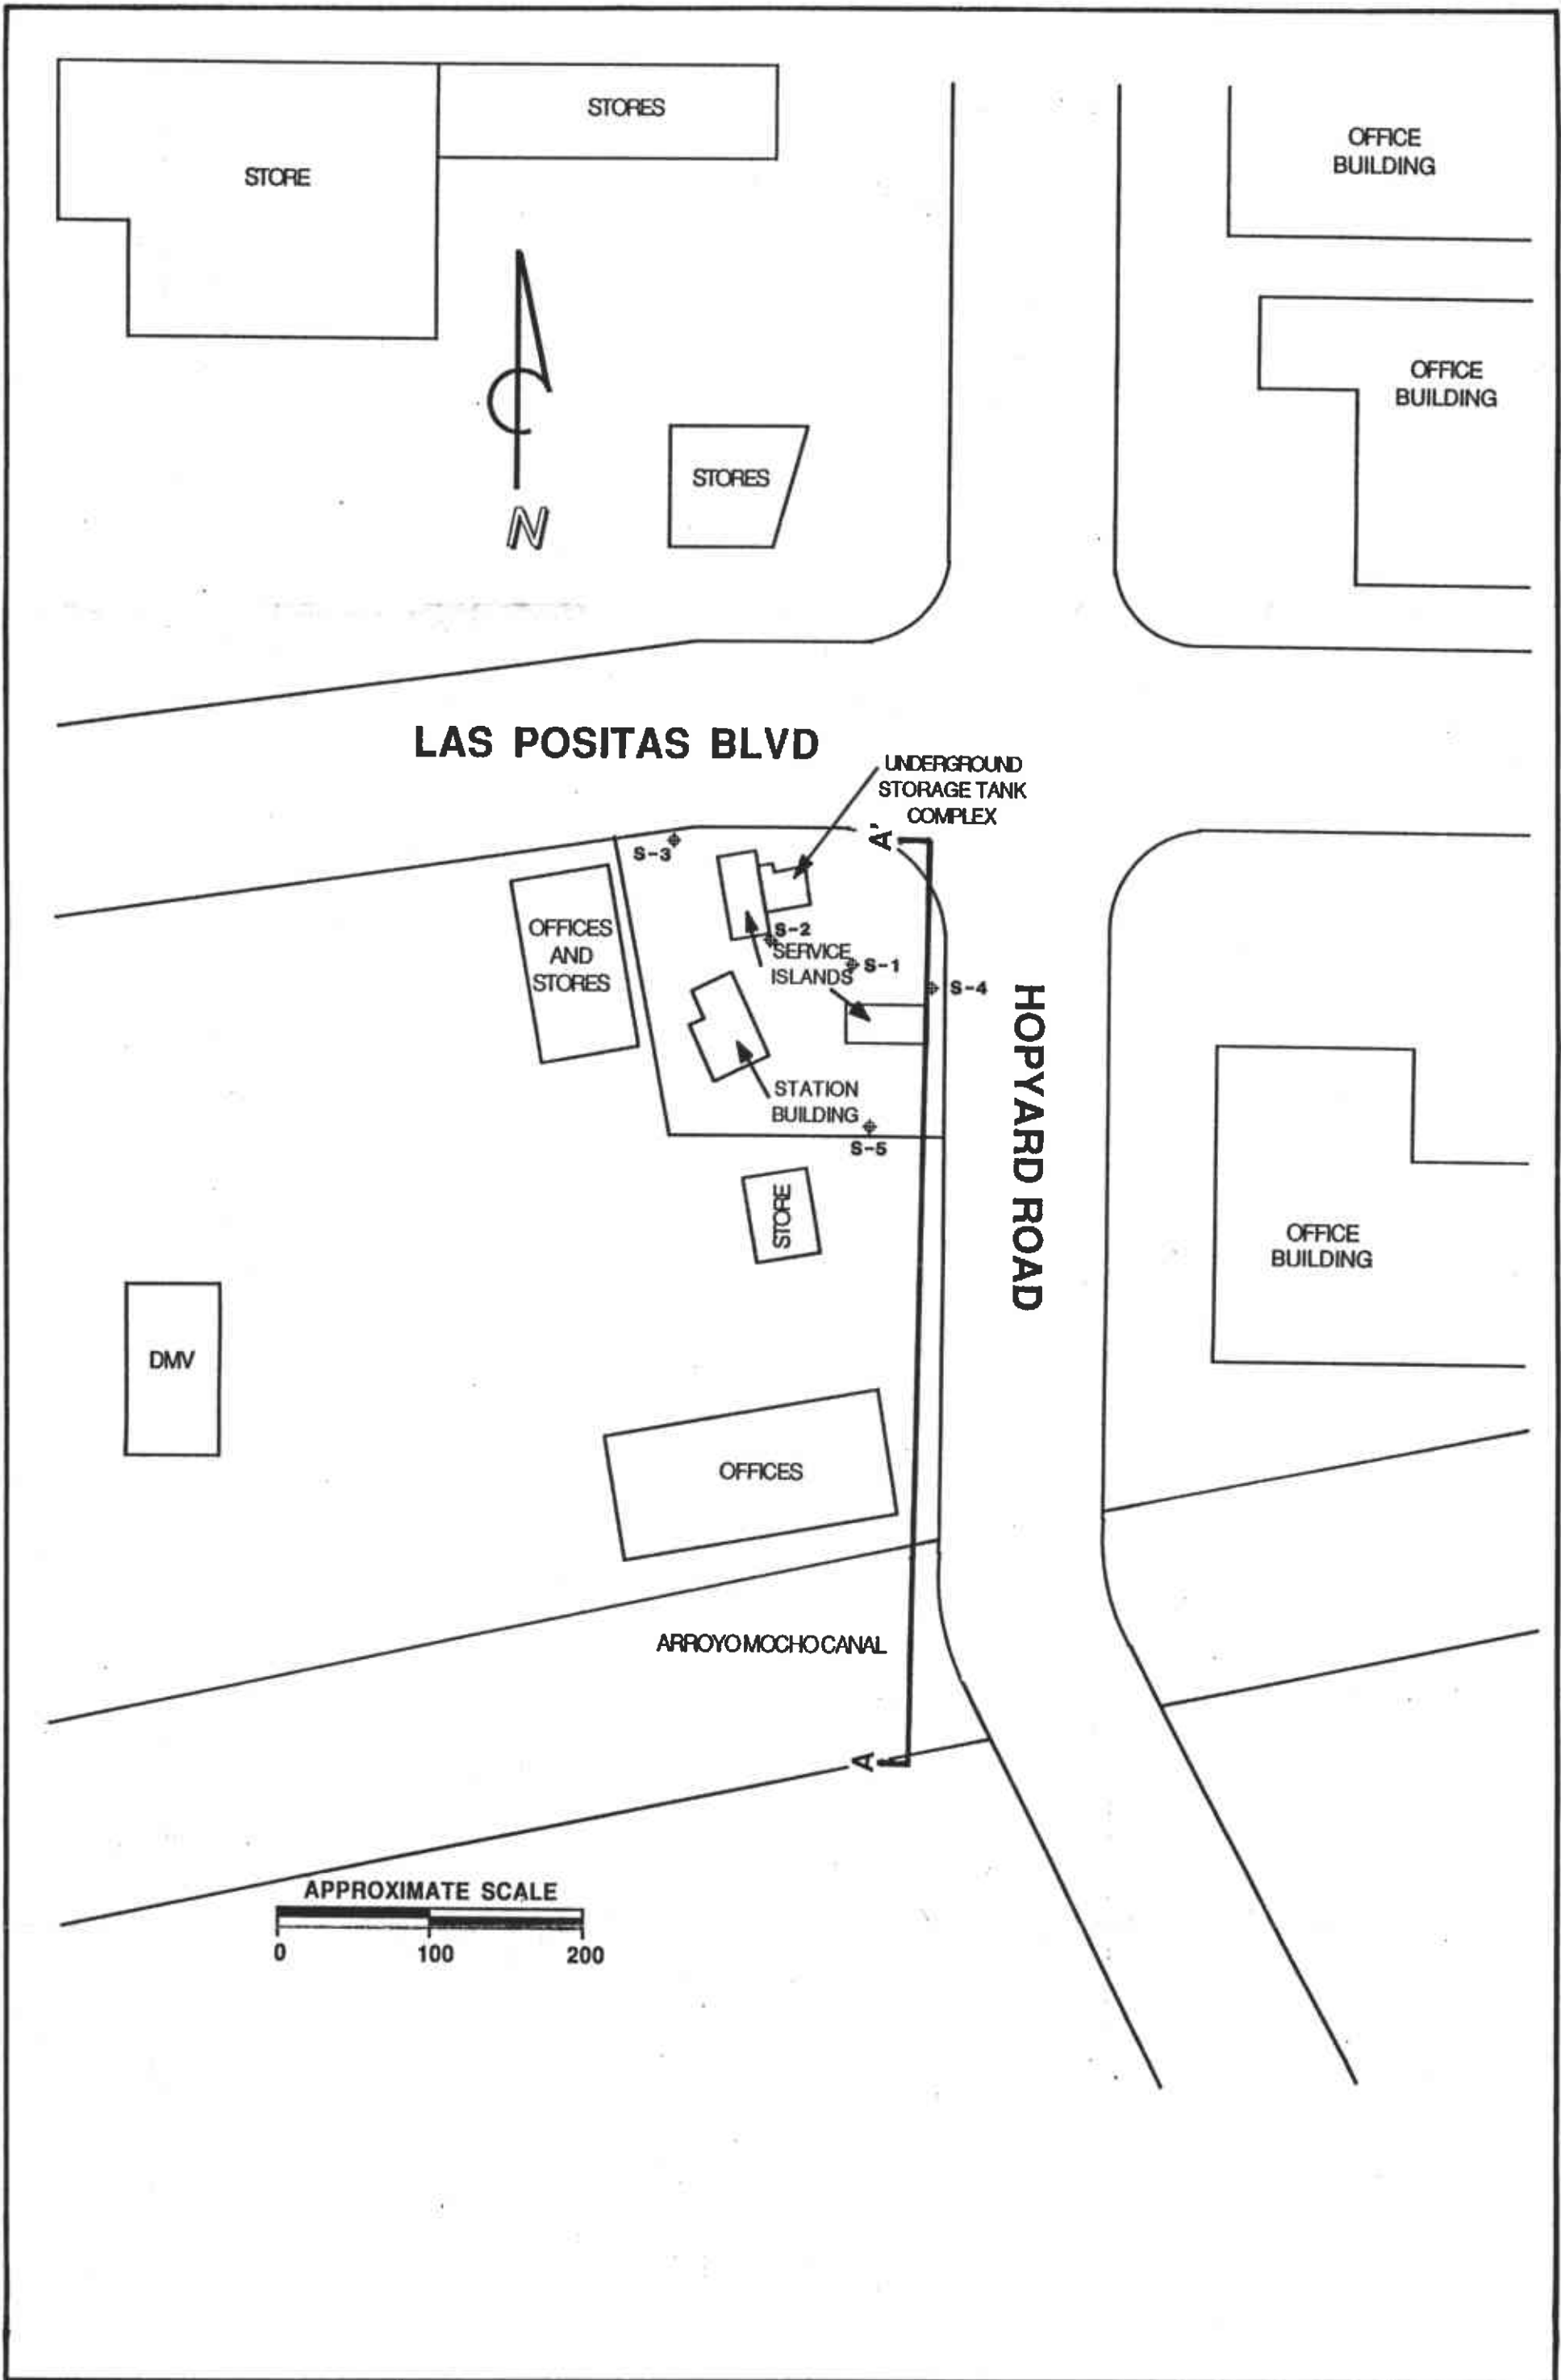 STORES
STORE
OFFICE
BUILDING
OFFICE
BUILDING
STORES
N
LAS POSITAS BLVD
UNDERGROUND
STORAGE TANK
COMPLEX
A'
S-3
OFFICES
AND
STORES
S-2
SERVICE
ISLANDS
S-1
S-4
HOPYARD ROAD
STATION
BUILDING
S-5
STORE
OFFICE
BUILDING
DMV
OFFICES
ARROYO MOCHO CANAL
A
APPROXIMATE SCALE
0 100 200